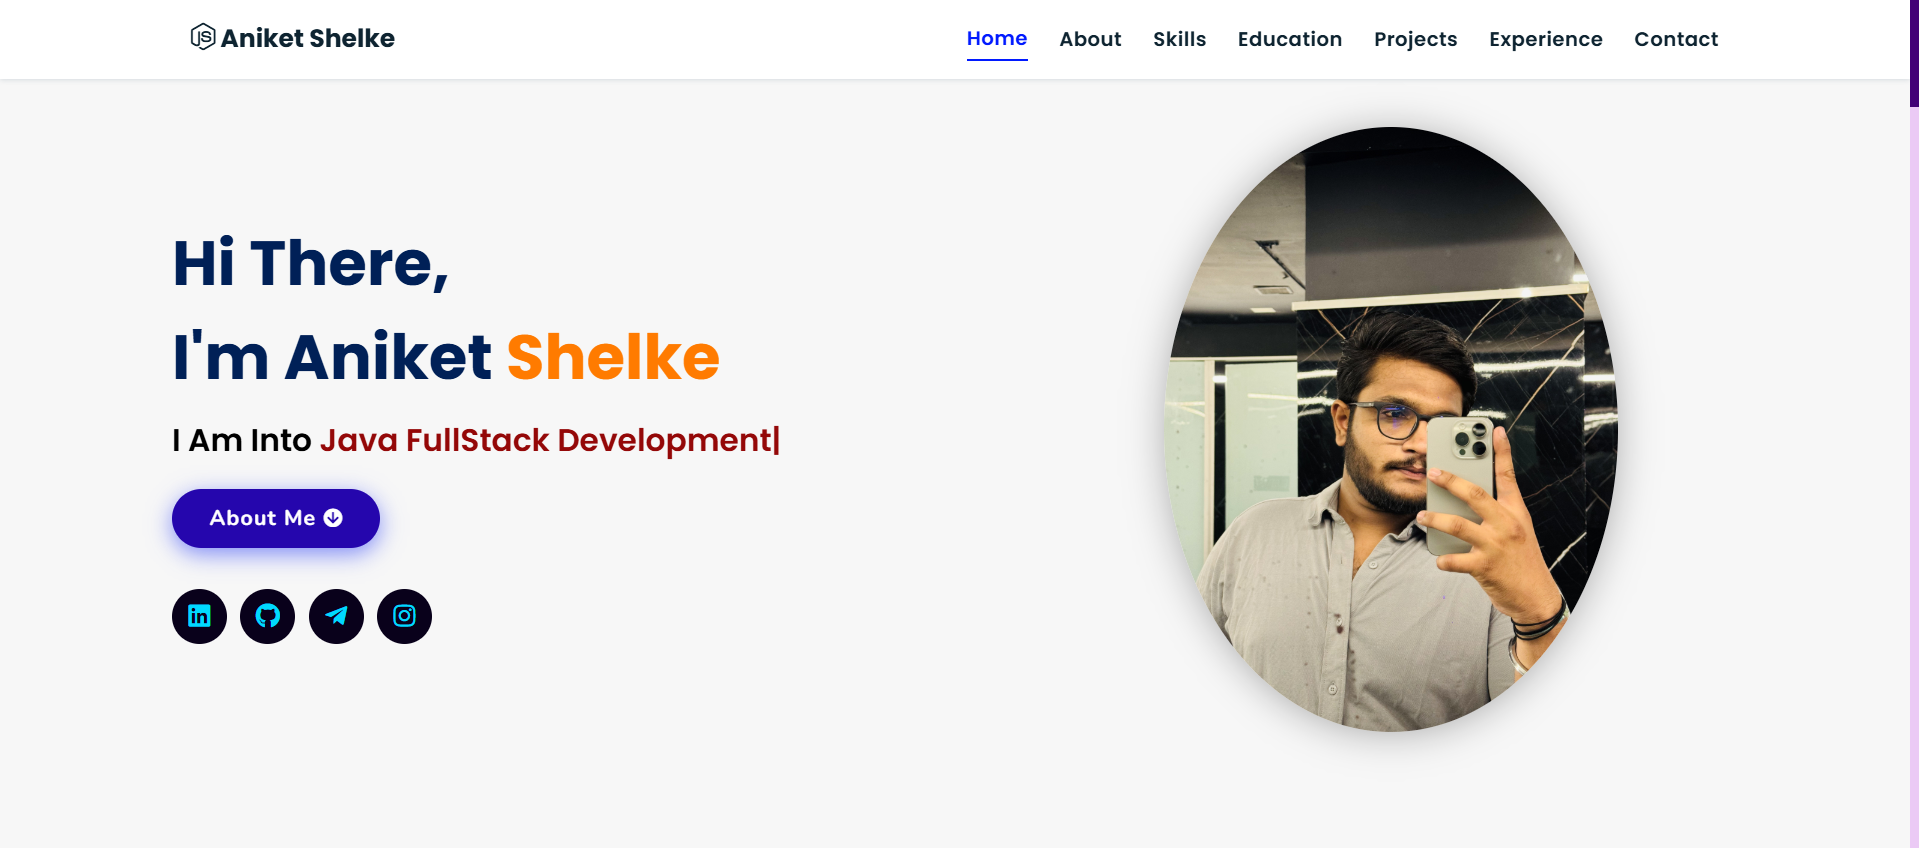 Aniket Shelke
Home About Skills Education Projects Experience Contact
Hi There,
I'm Aniket Shelke
I Am Into Java FullStack Development|
About Me